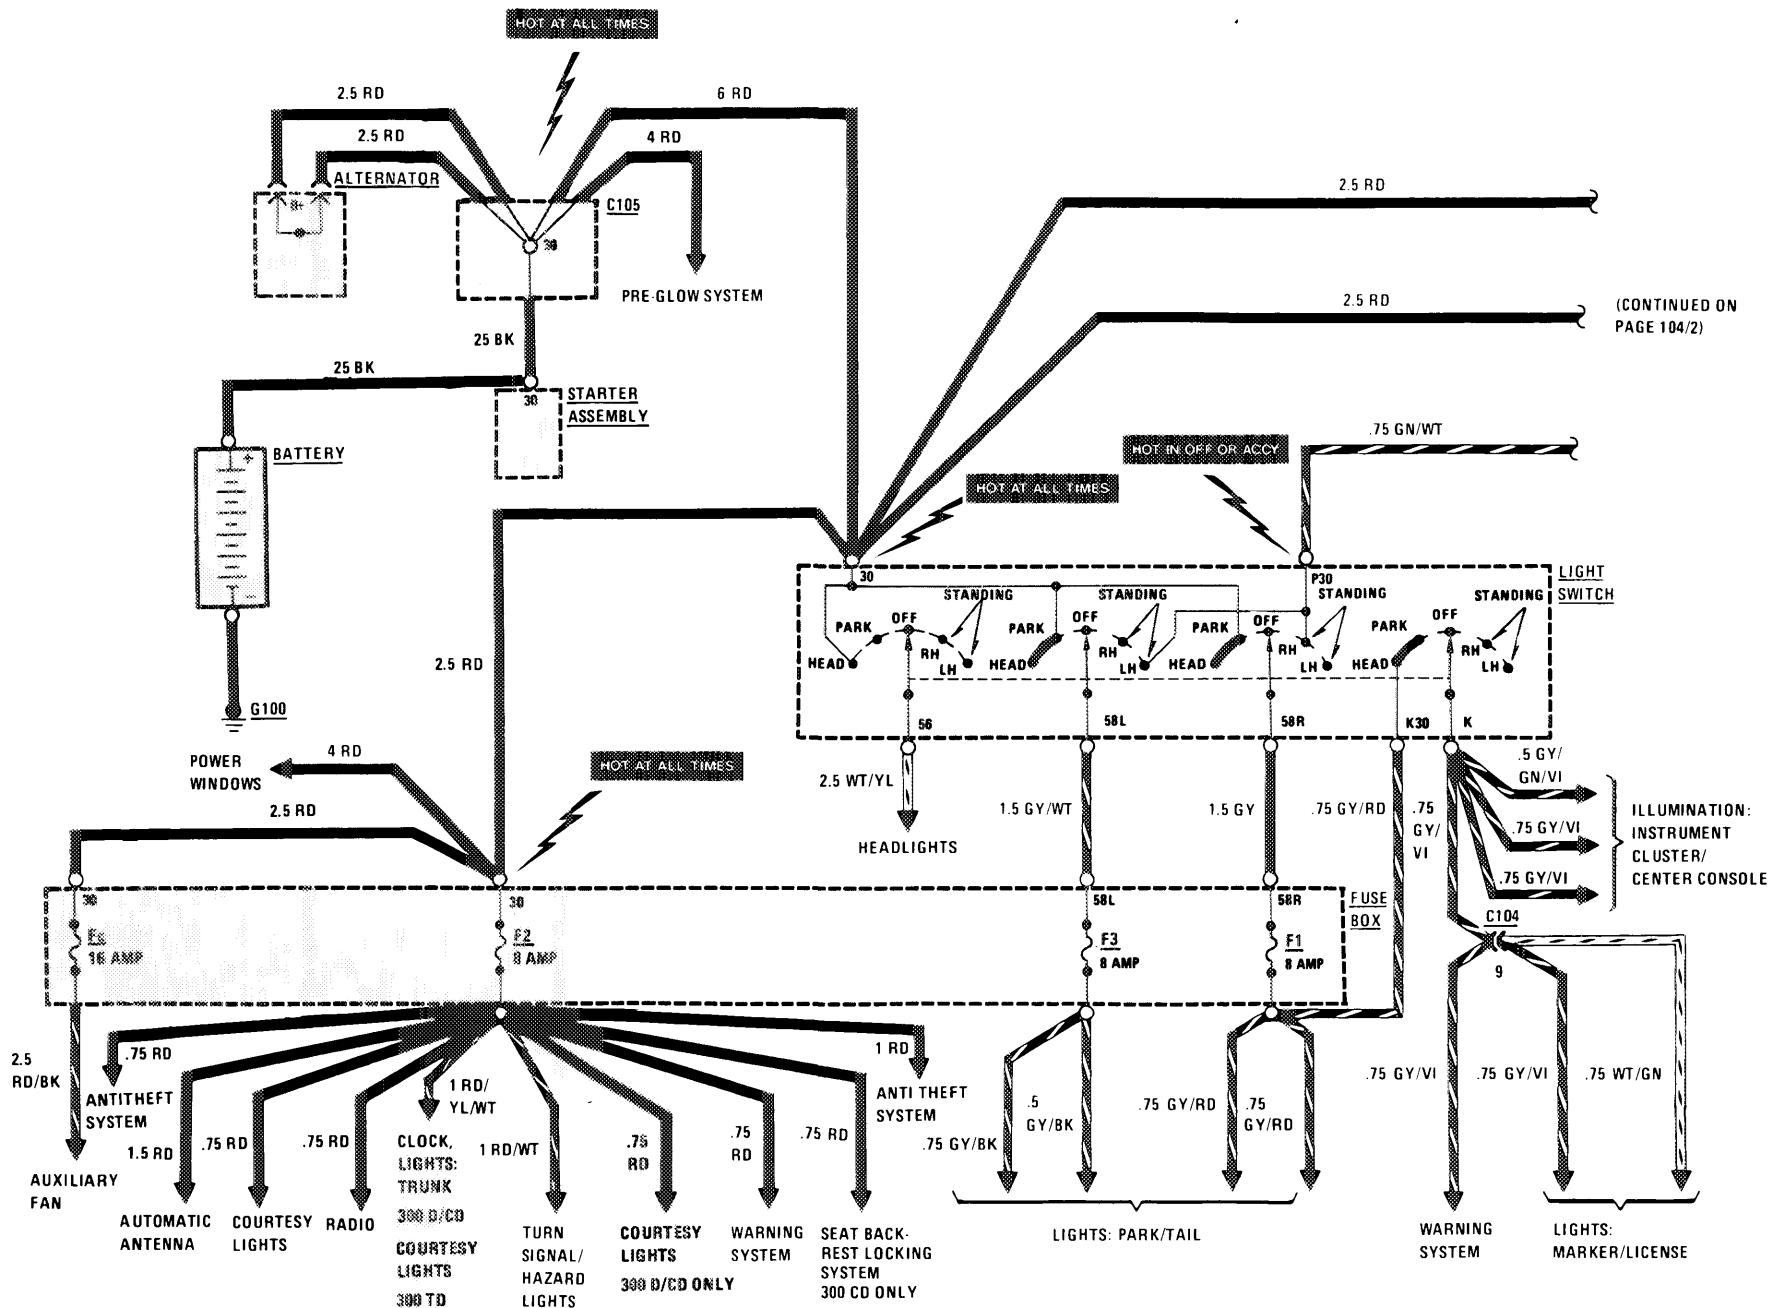 HOT AT ALL TIMES
2.5 RD
6 RD
2.5 RD
4 RD
ALTERNATOR
B+
C105
30
2.5 RD
PRE-GLOW SYSTEM
2.5 RD
(CONTINUED ON
PAGE 104/2)
25 BK
25 BK
30
STARTER
ASSEMBLY
BATTERY
+
−
G100
.75 GN/WT
HOT IN OFF OR ACCY
HOT AT ALL TIMES
30
P30
LIGHT
SWITCH
STANDING
STANDING
STANDING
STANDING
PARK
OFF
PARK
OFF
PARK
OFF
PARK
OFF
HEAD
RH
LH
HEAD
RH
LH
HEAD
RH
LH
HEAD
RH
LH
2.5 RD
56
58L
58R
K30
K
POWER
WINDOWS
4 RD
HOT AT ALL TIMES
2.5 RD
2.5 WT/YL
HEADLIGHTS
1.5 GY/WT
1.5 GY
.75 GY/RD
.75
GY/
VI
.5 GY/
GN/VI
.75 GY/VI
.75 GY/VI
ILLUMINATION:
INSTRUMENT
CLUSTER/
CENTER CONSOLE
30
30
58L
58R
FUSE
BOX
16 AMP
F2
8 AMP
F3
8 AMP
F1
8 AMP
C104
9
2.5
RD/BK
AUXILIARY
FAN
.75 RD
ANTITHEFT
SYSTEM
1.5 RD
AUTOMATIC
ANTENNA
.75 RD
COURTESY
LIGHTS
.75 RD
RADIO
1 RD/
YL/WT
CLOCK,
LIGHTS:
TRUNK
300 D/CD
COURTESY
LIGHTS
300 TD
1 RD/WT
TURN
SIGNAL/
HAZARD
LIGHTS
.75
RD
COURTESY
LIGHTS
300 D/CD ONLY
.75
RD
WARNING
SYSTEM
.75 RD
SEAT BACK-
REST LOCKING
SYSTEM
300 CD ONLY
1 RD
ANTI THEFT
SYSTEM
.75 GY/BK
.5
GY/BK
.75 GY/RD
.75
GY/RD
LIGHTS: PARK/TAIL
.75 GY/VI
WARNING
SYSTEM
.75 GY/VI
.75 WT/GN
LIGHTS:
MARKER/LICENSE